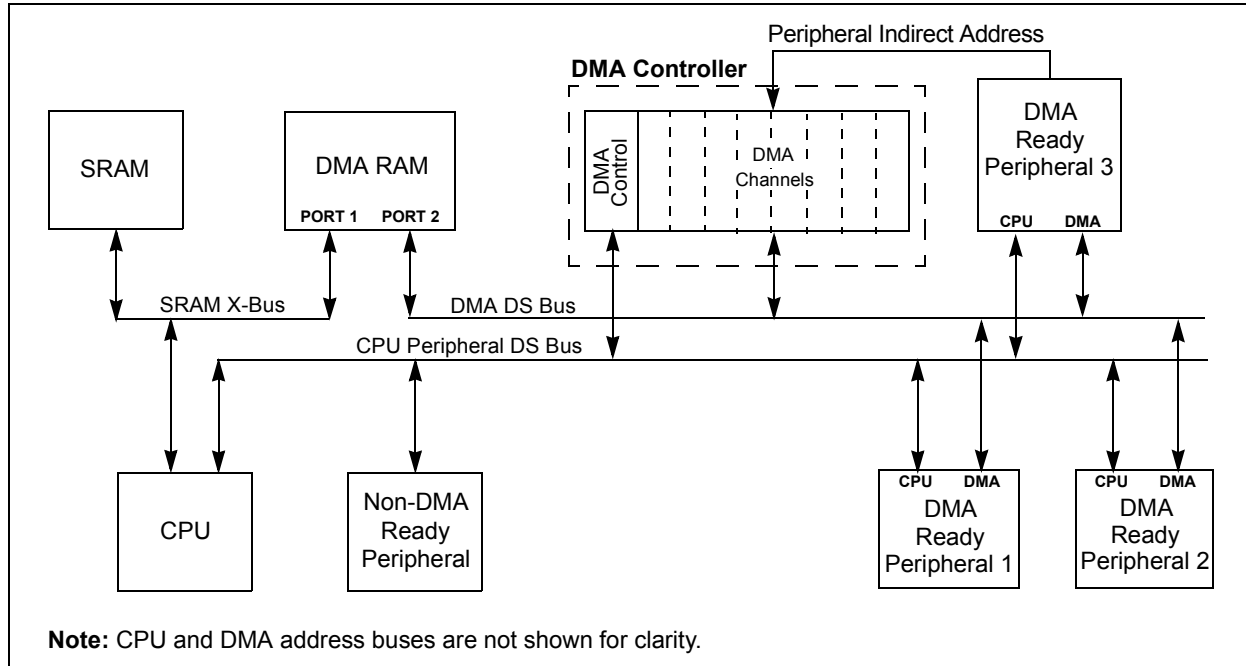 Peripheral Indirect Address
DMA Controller
SRAM
DMA RAM
PORT 1 PORT 2
DMA
Control
DMA
Channels
DMA
Ready
Peripheral 3
CPU DMA
SRAM X-Bus
DMA DS Bus
CPU Peripheral DS Bus
CPU
Non-DMA
Ready
Peripheral
CPU DMA
DMA
Ready
Peripheral 1
CPU DMA
DMA
Ready
Peripheral 2
Note: CPU and DMA address buses are not shown for clarity.